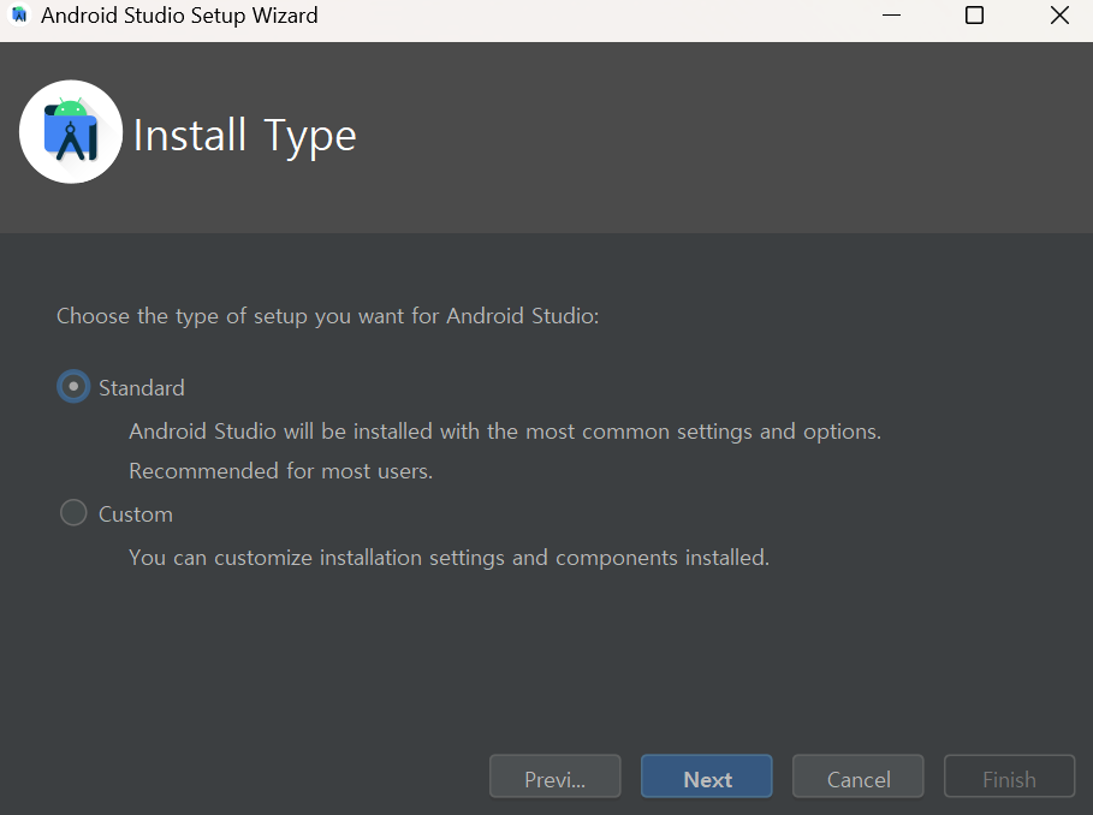 Android Studio Setup Wizard
Install Type
Choose the type of setup you want for Android Studio:
Standard
Android Studio will be installed with the most common settings and options.
Recommended for most users.
Custom
You can customize installation settings and components installed.
Previ... Next Cancel Finish